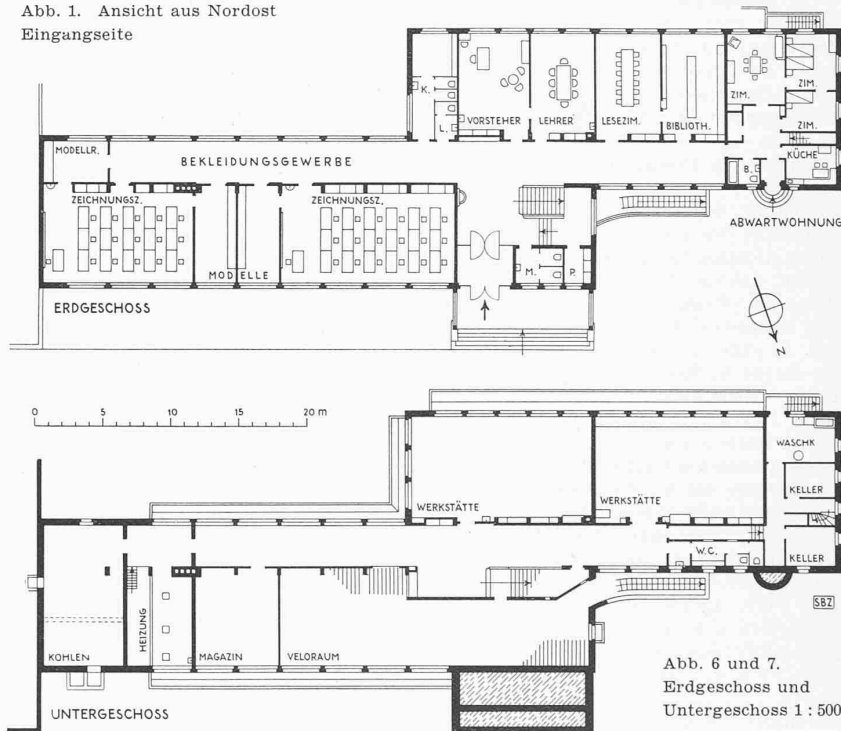 Abb. 1. Ansicht aus Nordost
Eingangseite
K.
L.
VORSTEHER
LEHRER
LESEZIM.
BIBLIOTH.
ZIM.
ZIM.
ZIM.
B.
KÜCHE
ABWARTWOHNUNG
MODELLR.
BEKLEIDUNGSGEWERBE
ZEICHNUNGSZ.
ZEICHNUNGSZ.
MODELLE
M.
P.
ERDGESCHOSS
N
0 5 10 15 20 m
WERKSTÄTTE
WERKSTÄTTE
WASCHK
KELLER
KELLER
W.C.
KOHLEN
HEIZUNG
MAGAZIN
VELORAUM
UNTERGESCHOSS
SBZ
Abb. 6 und 7.
Erdgeschoss und
Untergeschoss 1 : 500